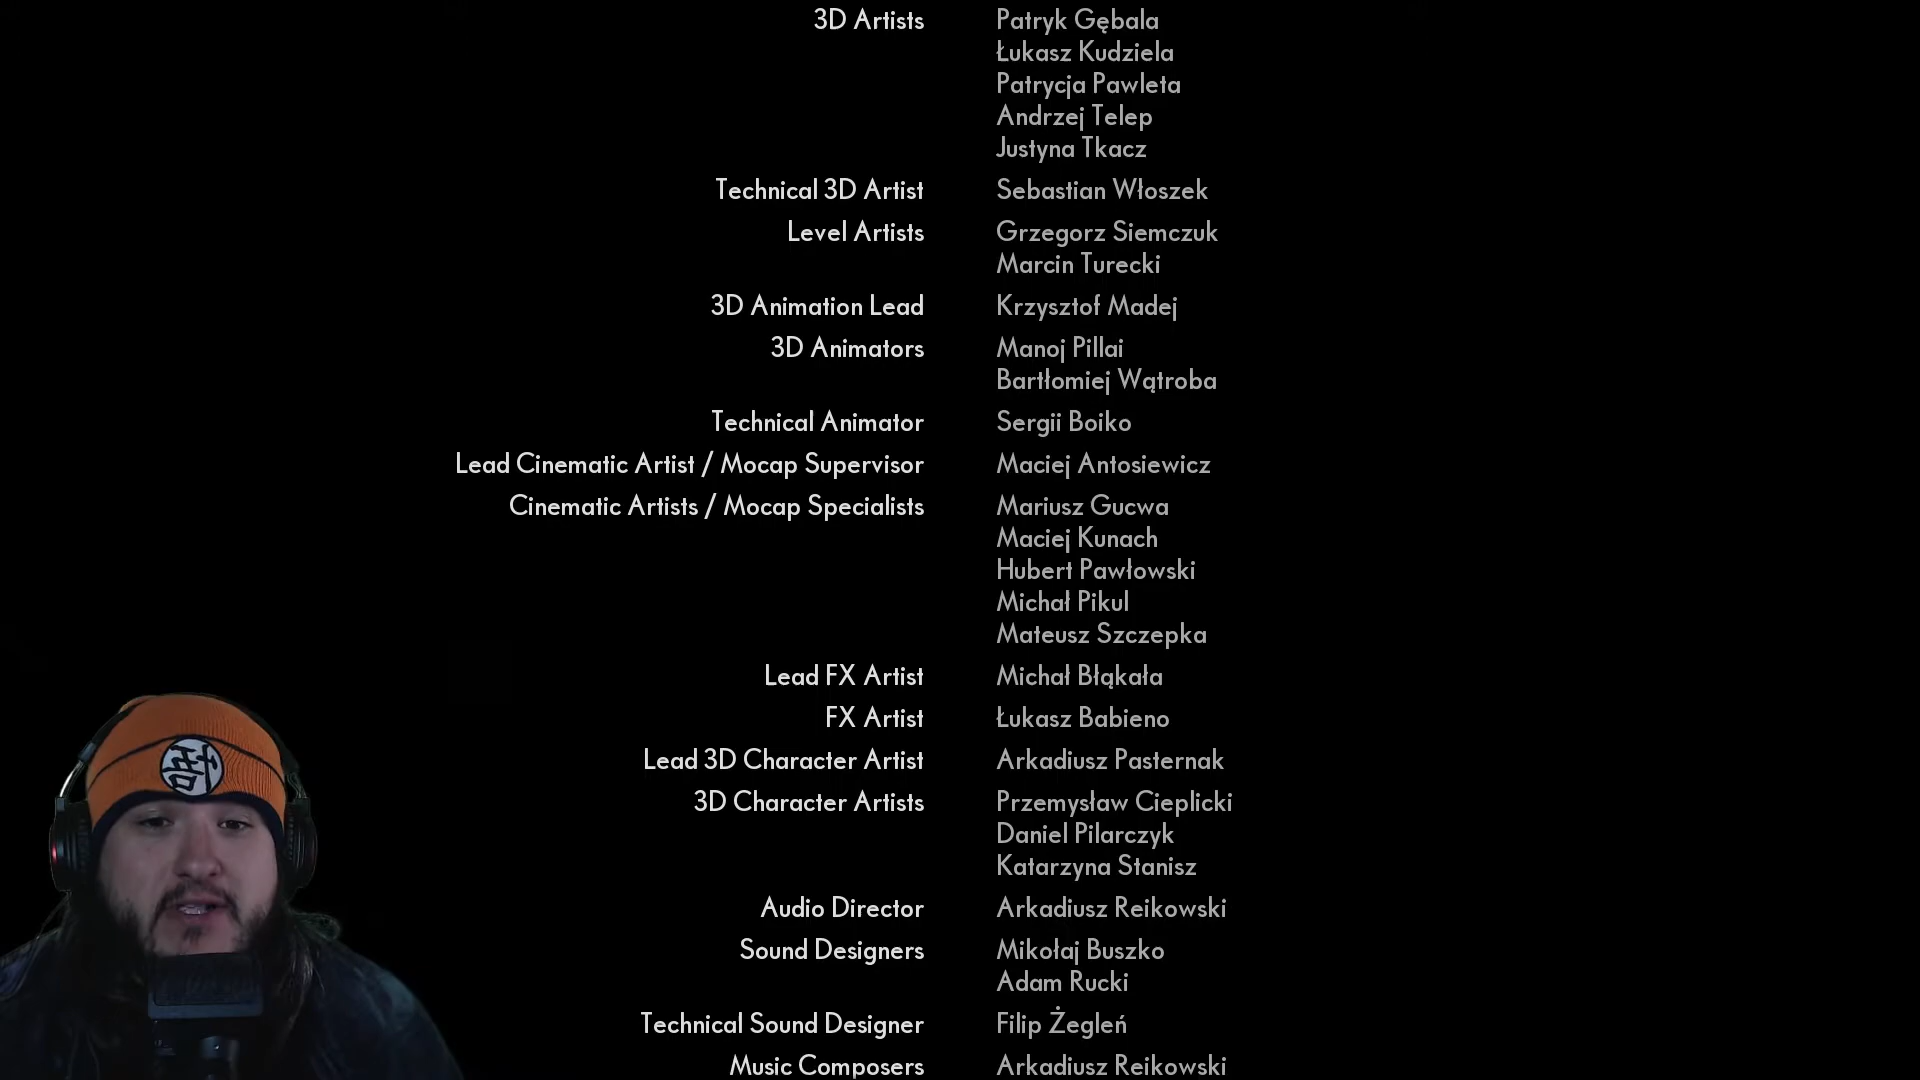 3D Artists Patryk Gębala
Łukasz Kudziela
Patrycja Pawleta
Andrzej Telep
Justyna Tkacz
Technical 3D Artist Sebastian Włoszek
Level Artists Grzegorz Siemczuk
Marcin Turecki
3D Animation Lead Krzysztof Madej
3D Animators Manoj Pillai
Bartłomiej Wątroba
Technical Animator Sergii Boiko
Lead Cinematic Artist / Mocap Supervisor Maciej Antosiewicz
Cinematic Artists / Mocap Specialists Mariusz Gucwa
Maciej Kunach
Hubert Pawłowski
Michał Pikul
Mateusz Szczepka
Lead FX Artist Michał Błąkała
FX Artist Łukasz Babieno
Lead 3D Character Artist Arkadiusz Pasternak
3D Character Artists Przemysław Cieplicki
Daniel Pilarczyk
Katarzyna Stanisz
Audio Director Arkadiusz Reikowski
Sound Designers Mikołaj Buszko
Adam Rucki
Technical Sound Designer Filip Żegleń
Music Composers Arkadiusz Reikowski
悟